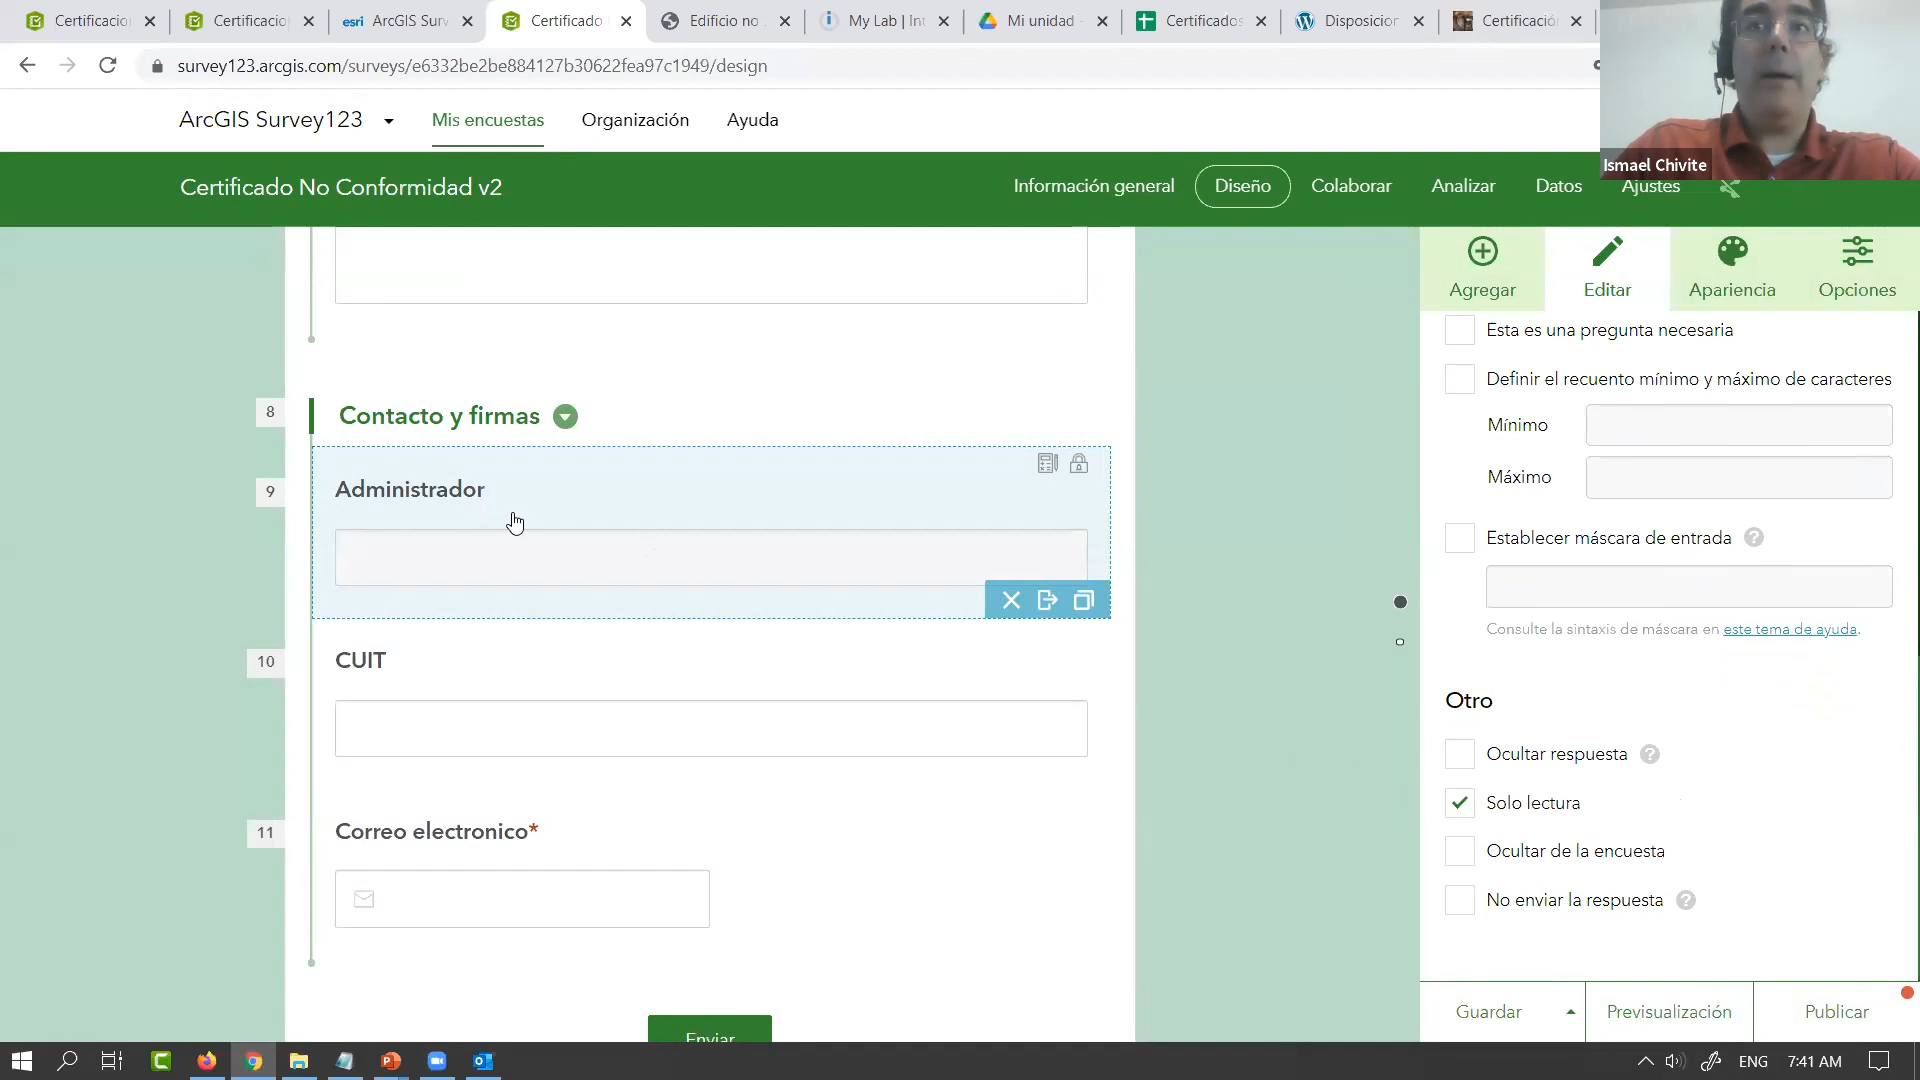 Certificacio
Certificacio
esri ArcGIS Surv
Certificado
Edificio no
My Lab | Int
Mi unidad -
Certificados
Disposicion
Certificación
survey123.arcgis.com/surveys/e6332be2be884127b30622fea97c1949/design
ArcGIS Survey123
Mis encuestas
Organización
Ayuda
Ismael Chivite
Certificado No Conformidad v2
Información general
Diseño
Colaborar
Analizar
Datos
Ajustes
Agregar
Editar
Apariencia
Opciones
Esta es una pregunta necesaria
Definir el recuento mínimo y máximo de caracteres
Mínimo
Máximo
Establecer máscara de entrada ?
Consulte la sintaxis de máscara en este tema de ayuda.
Otro
Ocultar respuesta ?
Solo lectura
Ocultar de la encuesta
No enviar la respuesta ?
8
Contacto y firmas
9
Administrador
10
CUIT
11
Correo electronico*
Enviar
Guardar
Previsualización
Publicar
ENG
7:41 AM